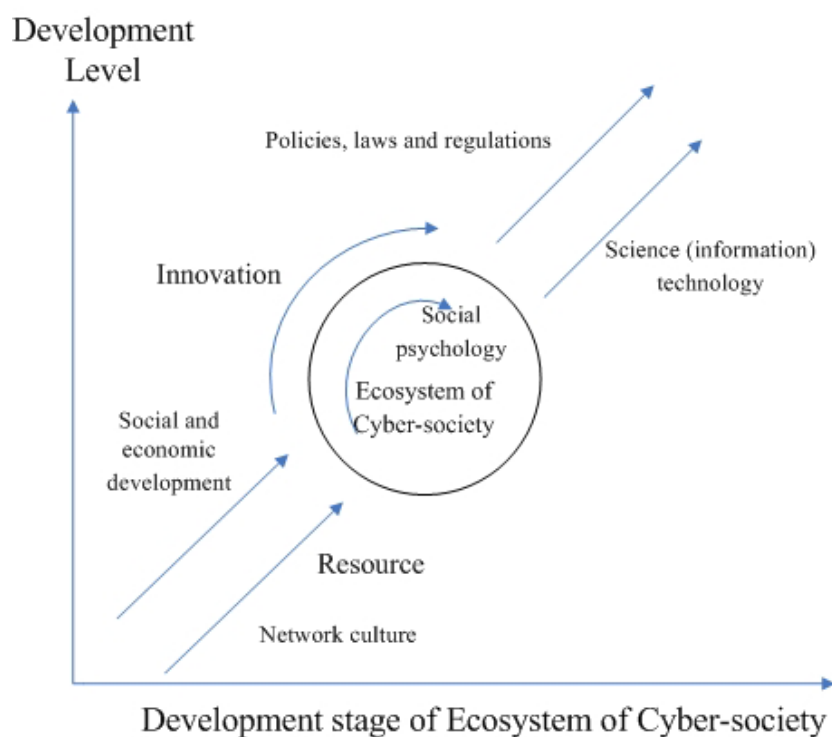 Development
Level
Policies, laws and regulations
Science (information)
technology
Innovation
Social
psychology
Ecosystem of
Cyber-society
Social and
economic
development
Resource
Network culture
Development stage of Ecosystem of Cyber-society